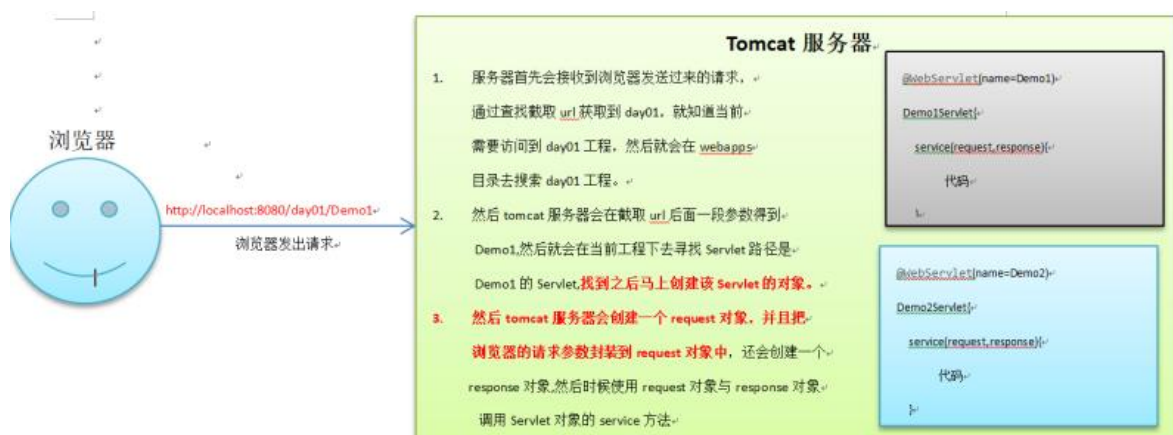 Tomcat 服务器
浏览器
http://localhost:8080/day01/Demo1
浏览器发出请求
1. 服务器首先会接收到浏览器发送过来的请求，
通过查找截取 url 获取到 day01，就知道当前
需要访问到 day01 工程，然后就会在 webapps
目录去搜索 day01 工程。
2. 然后 tomcat 服务器会在截取 url 后面一段参数得到
Demo1,然后就会在当前工程下去寻找 Servlet 路径是
Demo1 的 Servlet,找到之后马上创建该 Servlet 的对象。
3. 然后 tomcat 服务器会创建一个 request 对象，并且把
浏览器的请求参数封装到 request 对象中，还会创建一个
response 对象,然后时候使用 request 对象与 response 对象
调用 Servlet 对象的 service 方法
@WebServlet(name=Demo1)
Demo1Servlet{
service(request,response){
代码
}
@WebServlet(name=Demo2)
Demo2Servlet{
service(request,response){
代码
}